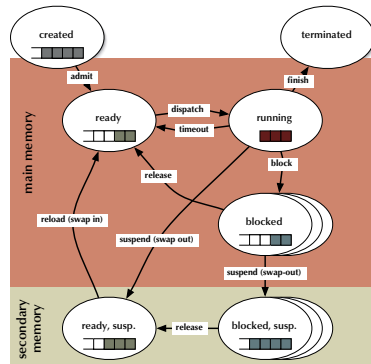 created
terminated
admit
finish
ready
dispatch
timeout
running
block
main memory
release
reload (swap in)
blocked
suspend (swap out)
suspend (swap-out)
secondary
memory
ready, susp.
release
blocked, susp.